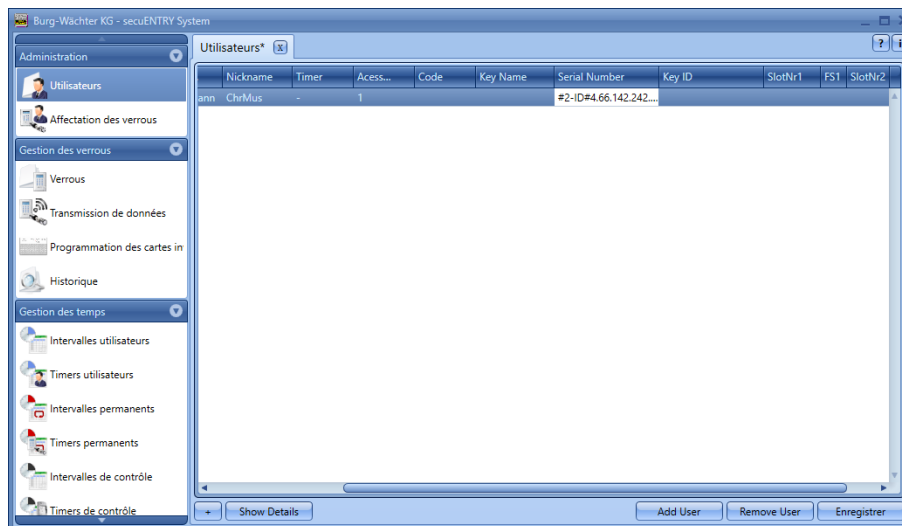 Burg-Wächter KG - secuENTRY System
Administration
Utilisateurs
Affectation des verrous
Gestion des verrous
Verrous
Transmission de données
Programmation des cartes in
Historique
Gestion des temps
Intervalles utilisateurs
Timers utilisateurs
Intervalles permanents
Timers permanents
Intervalles de contrôle
Timers de contrôle
Utilisateurs* x
? i
Nickname Timer Acess... Code Key Name Serial Number Key ID SlotNr1 FS1 SlotNr2
ann ChrMus - 1 #2-ID#4.66.142.242....
+ Show Details Add User Remove User Enregistrer